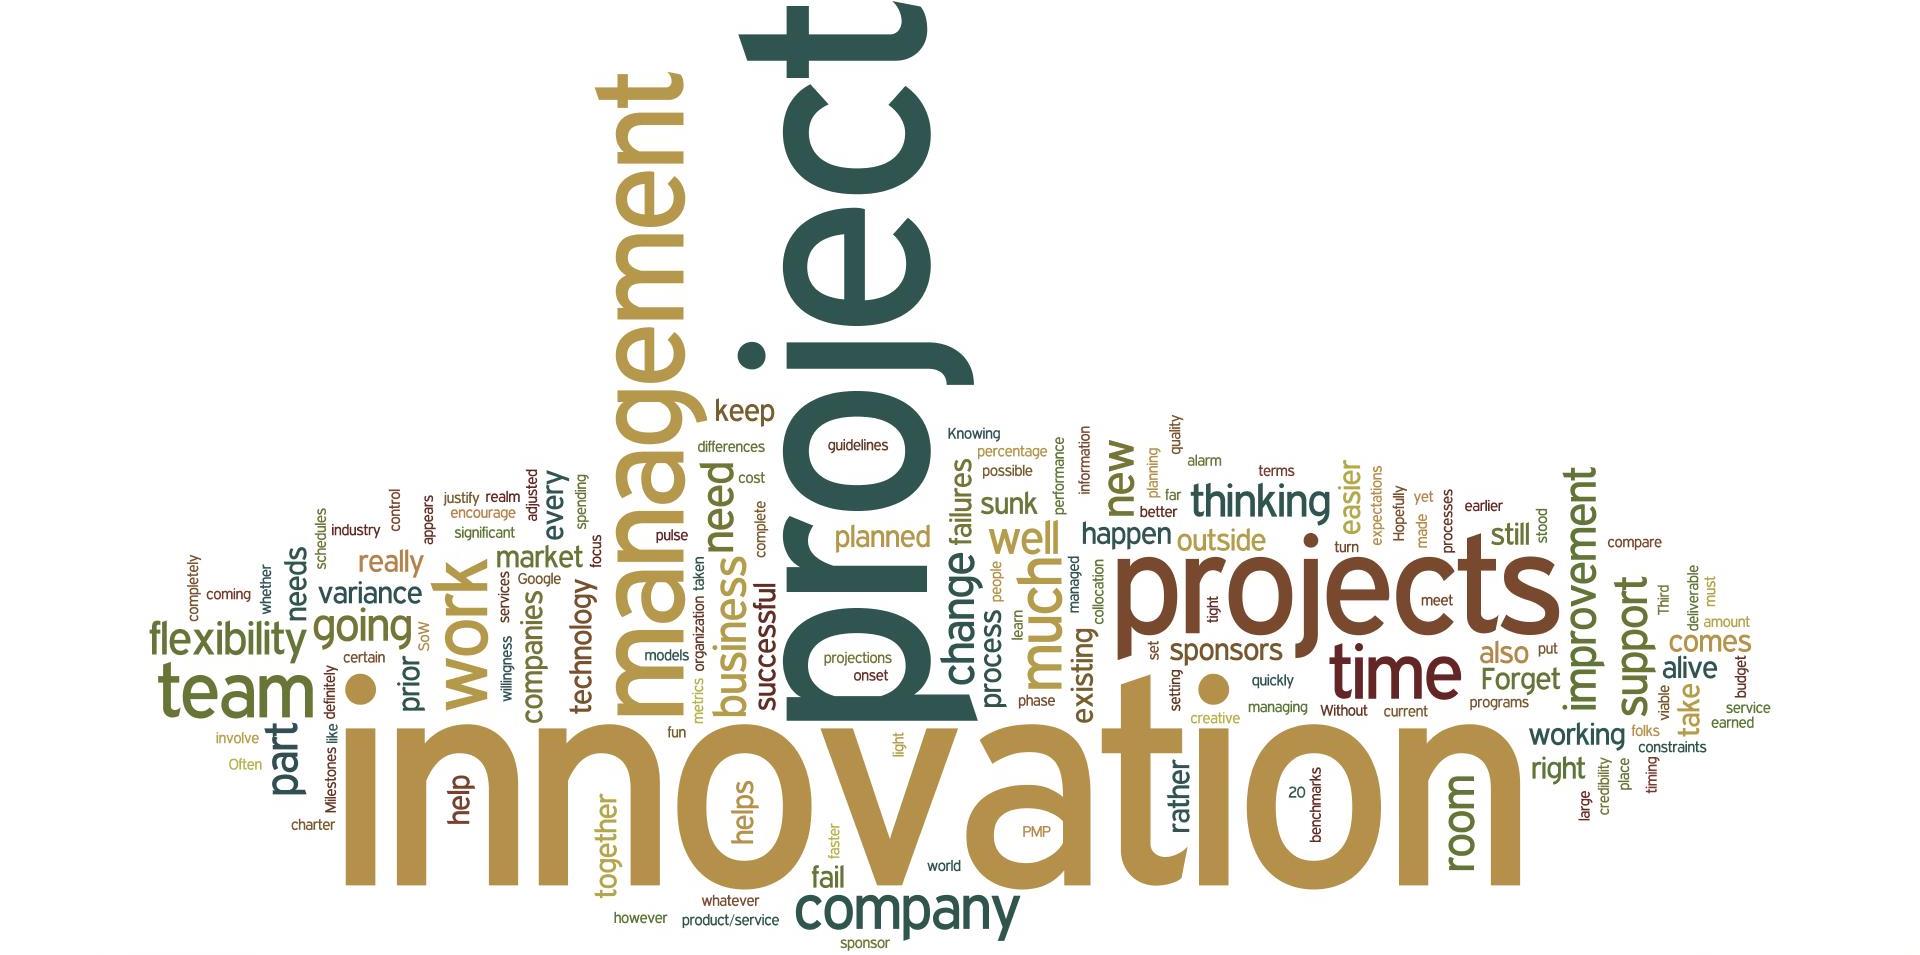 project
management
innovation
projects
keep
differences
need
cost
complete
guidelines
planned
projections
onset
pulse
models
organization
taken
metrics
business
successful
fun
Knowing
percentage
possible
sunk
failures
performance
information
well
people
learn
much
managed
collocation
change
process
phase
existing
new
planning
quality
far
better
happen
alarm
thinking
outside
terms
turn
easier
expectations
Hopefully
made
yet
processes
earlier
still
stood
improvement
compare
tight
meet
set
sponsors
setting
creative
quickly
managing
Without
time
current
also
put
Forget
programs
support
Third
deliverable
must
amount
comes
alive
viable
take
budget
service
earned
working
folks
constraints
right
large
credibility
place
timing
room
rather
20
benchmarks
PMP
light
world
faster
fail
company
sponsor
product/service
whatever
however
together
helps
help
charter
Milestones
like
definitely
part
involve
Often
team
flexibility
going
certain
SoW
prior
variance
really
needs
whether
coming
completely
schedules
industry
control
appears
justify
realm
encourage
significant
adjusted
every
spending
market
focus
Google
services
work
willingness
companies
technology